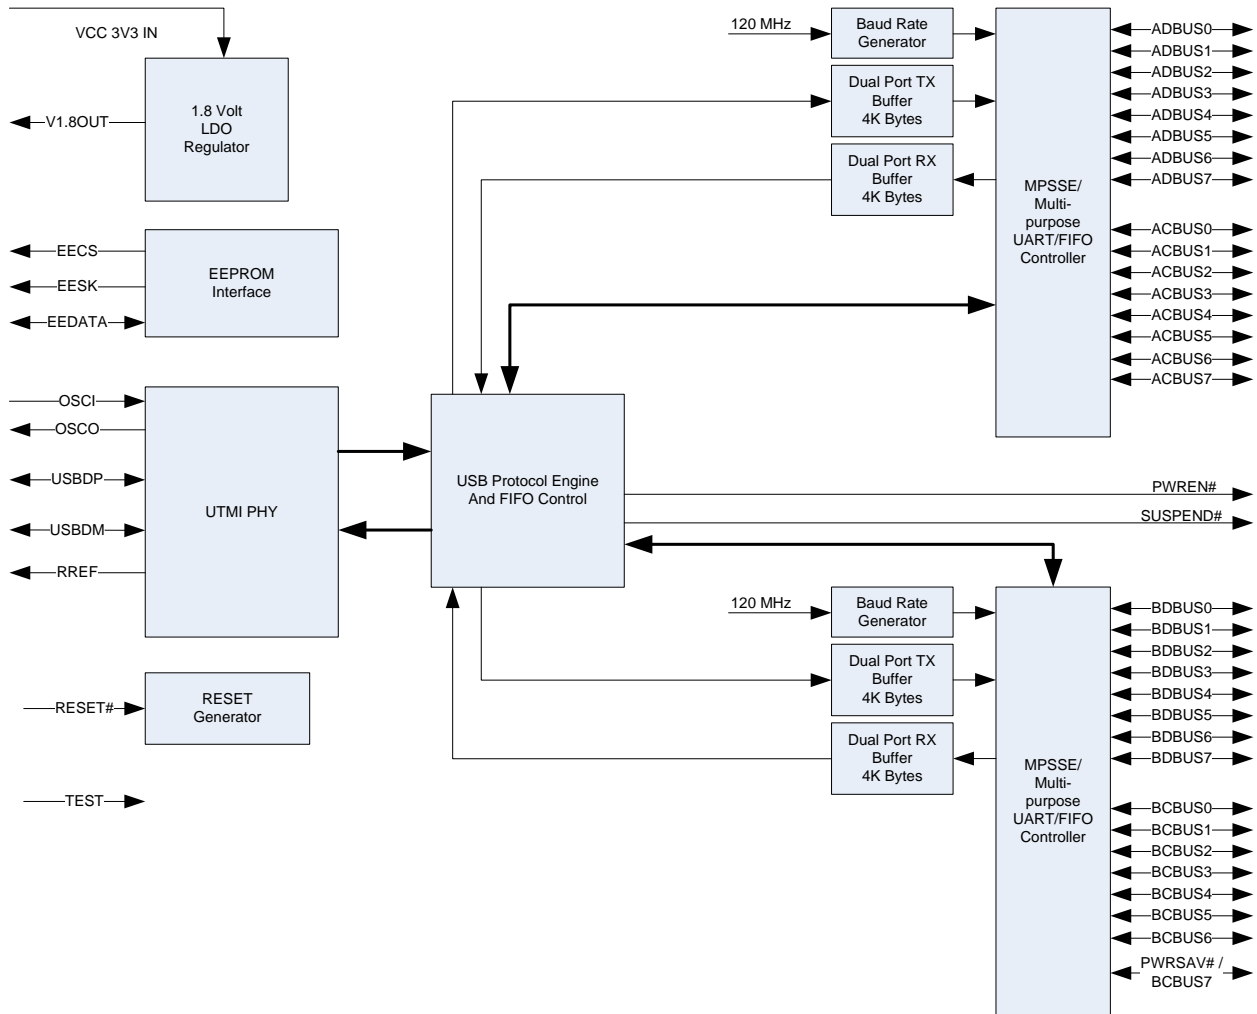 VCC 3V3 IN
1.8 Volt
LDO
Regulator
V1.8OUT
EECS
EESK
EEDATA
EEPROM
Interface
OSCI
OSCO
USBDP
USBDM
RREF
UTMI PHY
RESET#
RESET
Generator
TEST
USB Protocol Engine
And FIFO Control
120 MHz
Baud Rate
Generator
Dual Port TX
Buffer
4K Bytes
Dual Port RX
Buffer
4K Bytes
MPSSE/
Multi-
purpose
UART/FIFO
Controller
ADBUS0
ADBUS1
ADBUS2
ADBUS3
ADBUS4
ADBUS5
ADBUS6
ADBUS7
ACBUS0
ACBUS1
ACBUS2
ACBUS3
ACBUS4
ACBUS5
ACBUS6
ACBUS7
PWREN#
SUSPEND#
120 MHz
Baud Rate
Generator
Dual Port TX
Buffer
4K Bytes
Dual Port RX
Buffer
4K Bytes
MPSSE/
Multi-
purpose
UART/FIFO
Controller
BDBUS0
BDBUS1
BDBUS2
BDBUS3
BDBUS4
BDBUS5
BDBUS6
BDBUS7
BCBUS0
BCBUS1
BCBUS2
BCBUS3
BCBUS4
BCBUS5
BCBUS6
PWRSAV# /
BCBUS7